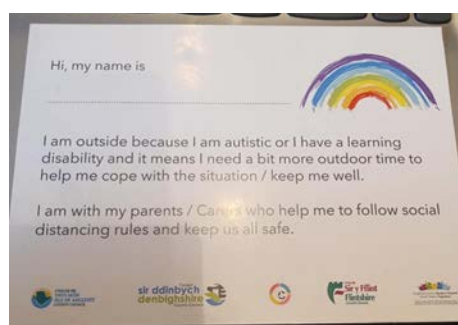 Hi, my name is
I am outside because I am autistic or I have a learning
disability and it means I need a bit more outdoor time to
help me cope with the situation / keep me well.
I am with my parents / Carers who help me to follow social
distancing rules and keep us all safe.
sir ddinbych
denbighshire
Sir y Fflint
Flintshire